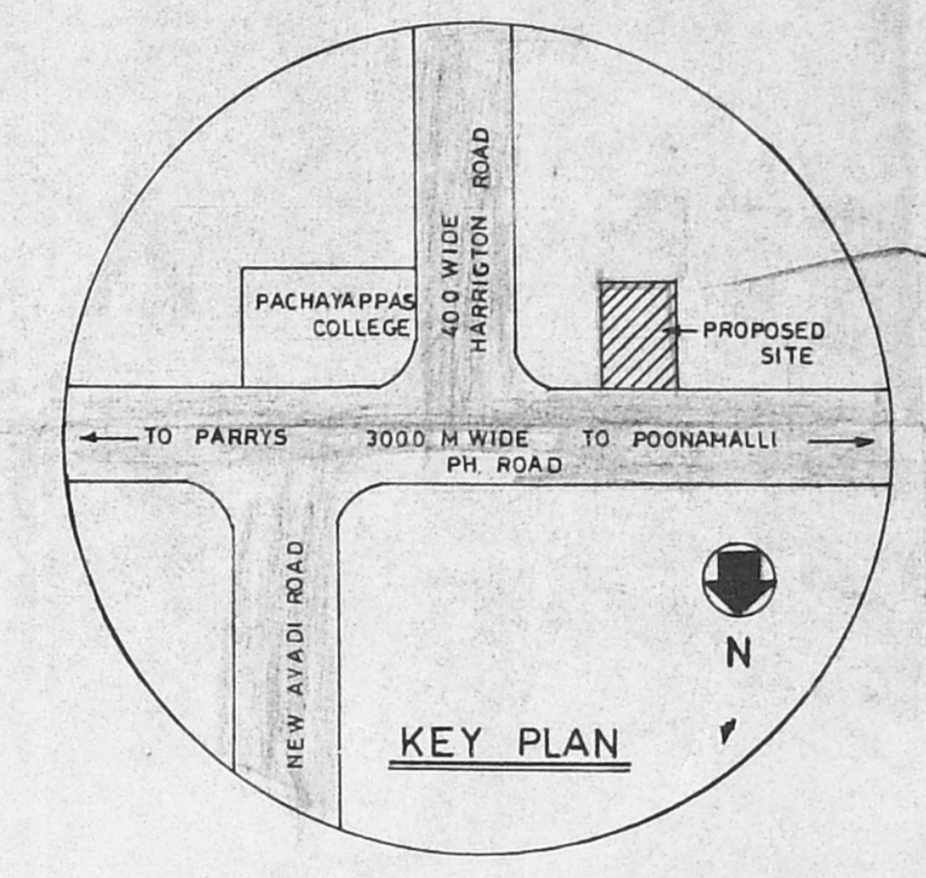 40.0 WIDE
HARRIGTON ROAD
PACHAYAPPAS
COLLEGE
PROPOSED
SITE
TO PARRYS
3000 M WIDE
PH. ROAD
TO POONAMALLI
NEW AVADI ROAD
N
KEY PLAN